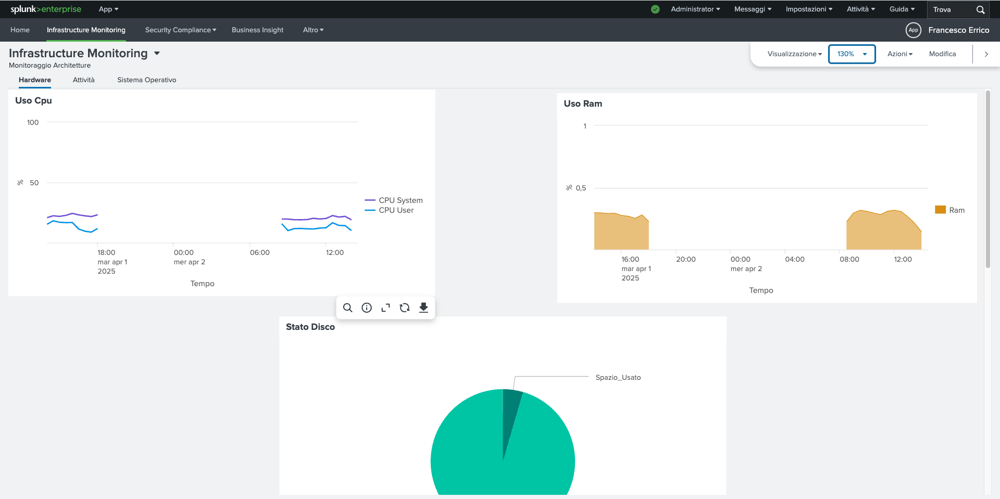 splunk>enterprise App Administrator Messaggi Impostazioni Attività Guida Trova
Home Infrastructure Monitoring Security Compliance Business Insight Altro App Francesco Errico
Infrastructure Monitoring
Visualizzazione 130% Azioni Modifica
Monitoraggio Architetture
Hardware Attività Sistema Operativo
Uso Cpu
100
% 50
CPU System
CPU User
18:00 00:00 06:00 12:00
mar apr 1 mer apr 2
2025
Tempo
Uso Ram
1
% 0,5
Ram
16:00 20:00 00:00 04:00 08:00 12:00
mar apr 1 mer apr 2
2025
Tempo
Stato Disco
Spazio_Usato